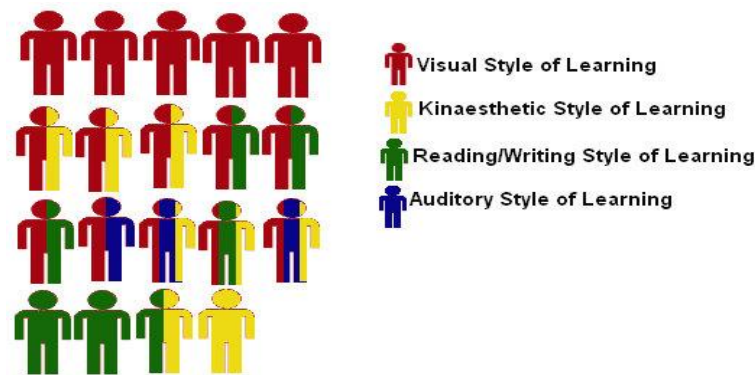 Visual Style of Learning
Kinaesthetic Style of Learning
Reading/Writing Style of Learning
Auditory Style of Learning